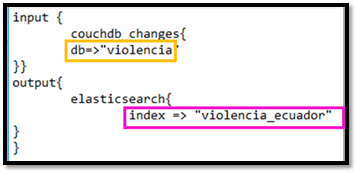 input {
couchdb_changes{
db=>"violencia"
}}
output{
elasticsearch{
index => "violencia_ecuador"
}
}